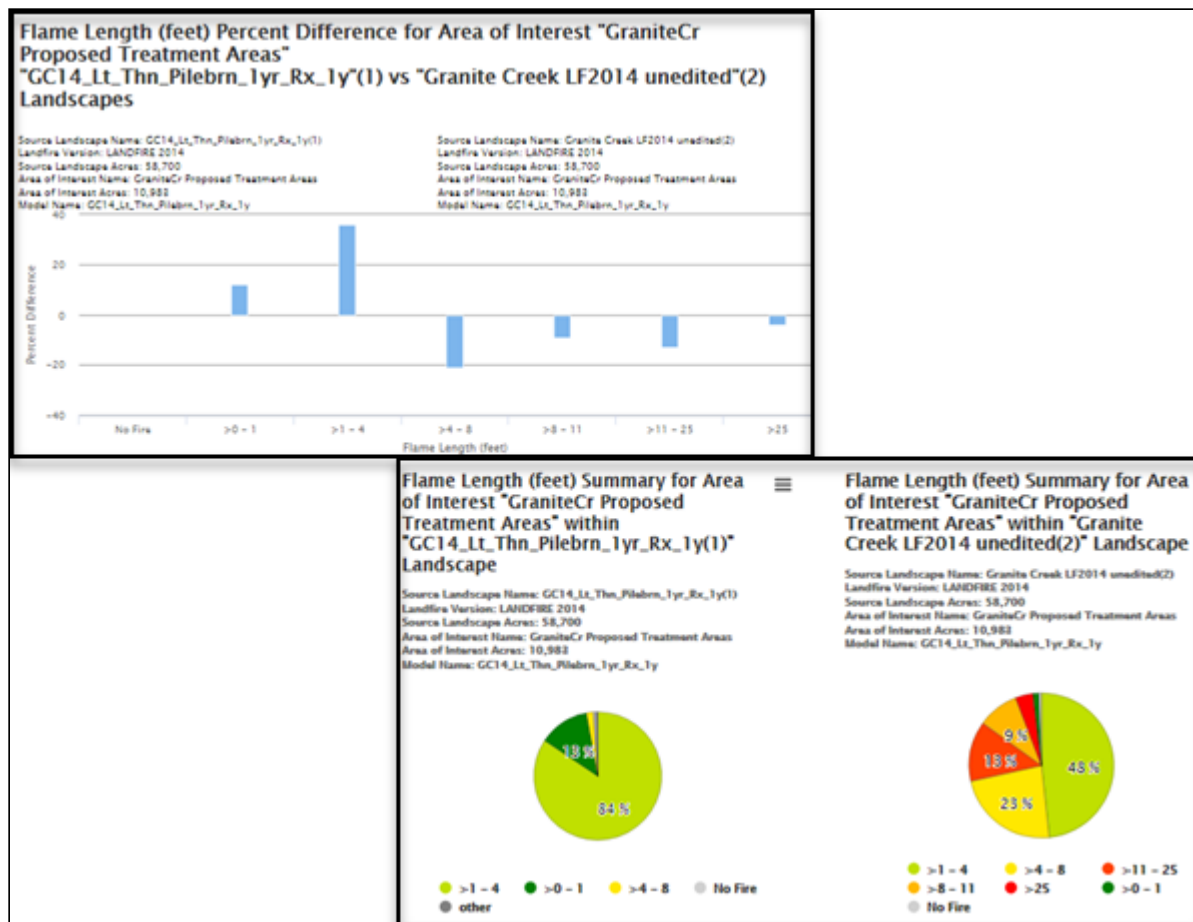 Flame Length (feet) Percent Difference for Area of Interest "GraniteCr
Proposed Treatment Areas"
"GC14_Lt_Thn_Pilebrn_1yr_Rx_1y"(1) vs "Granite Creek LF2014 unedited"(2)
Landscapes
Source Landscape Name: GC14_Lt_Thn_Pilebrn_1yr_Rx_1y(1)
Landfire Version: LANDFIRE 2014
Source Landscape Acres: 58,700
Area of Interest Name: GraniteCr Proposed Treatment Areas
Area of Interest Acres: 10,983
Model Name: GC14_Lt_Thn_Pilebrn_1yr_Rx_1y
Source Landscape Name: Granite Creek LF2014 unedited(2)
Landfire Version: LANDFIRE 2014
Source Landscape Acres: 58,700
Area of Interest Name: GraniteCr Proposed Treatment Areas
Area of Interest Acres: 10,983
Model Name: GC14_Lt_Thn_Pilebrn_1yr_Rx_1y
Percent Difference
40
20
0
-20
-40
No Fire >0 - 1 >1 - 4 >4 - 8 >8 - 11 >11 - 25 >25
Flame Length (feet)
Flame Length (feet) Summary for Area
of Interest "GraniteCr Proposed
Treatment Areas" within
"GC14_Lt_Thn_Pilebrn_1yr_Rx_1y(1)"
Landscape
Source Landscape Name: GC14_Lt_Thn_Pilebrn_1yr_Rx_1y(1)
Landfire Version: LANDFIRE 2014
Source Landscape Acres: 58,700
Area of Interest Name: GraniteCr Proposed Treatment Areas
Area of Interest Acres: 10,983
Model Name: GC14_Lt_Thn_Pilebrn_1yr_Rx_1y
13 %
84 %
>1 - 4 >0 - 1 >4 - 8 No Fire
other
Flame Length (feet) Summary for Area
of Interest "GraniteCr Proposed
Treatment Areas" within "Granite
Creek LF2014 unedited(2)" Landscape
Source Landscape Name: Granite Creek LF2014 unedited(2)
Landfire Version: LANDFIRE 2014
Source Landscape Acres: 58,700
Area of Interest Name: GraniteCr Proposed Treatment Areas
Area of Interest Acres: 10,983
Model Name: GC14_Lt_Thn_Pilebrn_1yr_Rx_1y
9 %
13 %
48 %
23 %
>1 - 4 >4 - 8 >11 - 25
>8 - 11 >25 >0 - 1
No Fire